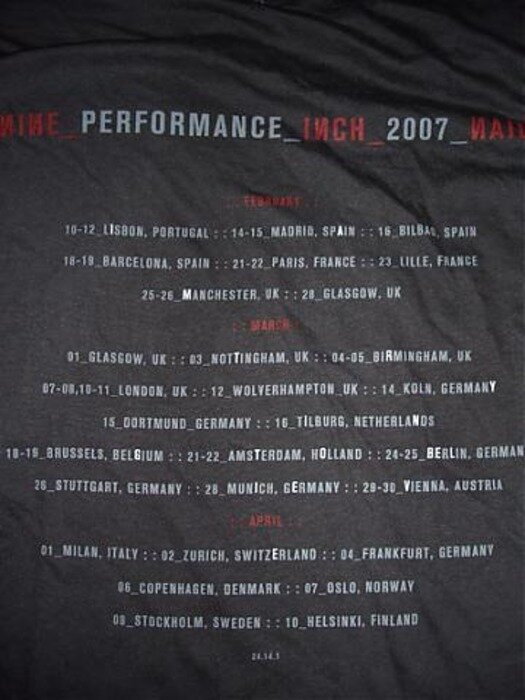 ИIИE_PERFORMANCE_IИCH_2007_ИAI
:: FEBRUARY ::
10-12_LISBON, PORTUGAL :: 14-15_MADRID, SPAIN :: 16_BILBAO, SPAIN
18-19_BARCELONA, SPAIN :: 21-22_PARIS, FRANCE :: 23_LILLE, FRANCE
25-26_MANCHESTER, UK :: 28_GLASGOW, UK
:: MARCH :
01_GLASGOW, UK :: 03_NOTTINGHAM, UK :: 04-05_BIRMINGHAM, UK
07-08,10-11_LONDON, UK :: 12_WOLVERHAMPTON_UK :: 14_KOLN, GERMANY
15_DORTMUND_GERMANY :: 16_TILBURG, NETHERLANDS
18-19_BRUSSELS, BELGIUM :: 21-22_AMSTERDAM, HOLLAND :: 24-25_BERLIN, GERMAN
26_STUTTGART, GERMANY :: 28_MUNICH, GERMANY :: 29-30_VIENNA, AUSTRIA
:: APRIL ::
01_MILAN, ITALY :: 02_ZURICH, SWITZERLAND :: 04_FRANKFURT, GERMANY
06_COPENHAGEN, DENMARK :: 07_OSLO, NORWAY
08_STOCKHOLM, SWEDEN :: 10_HELSINKI, FINLAND